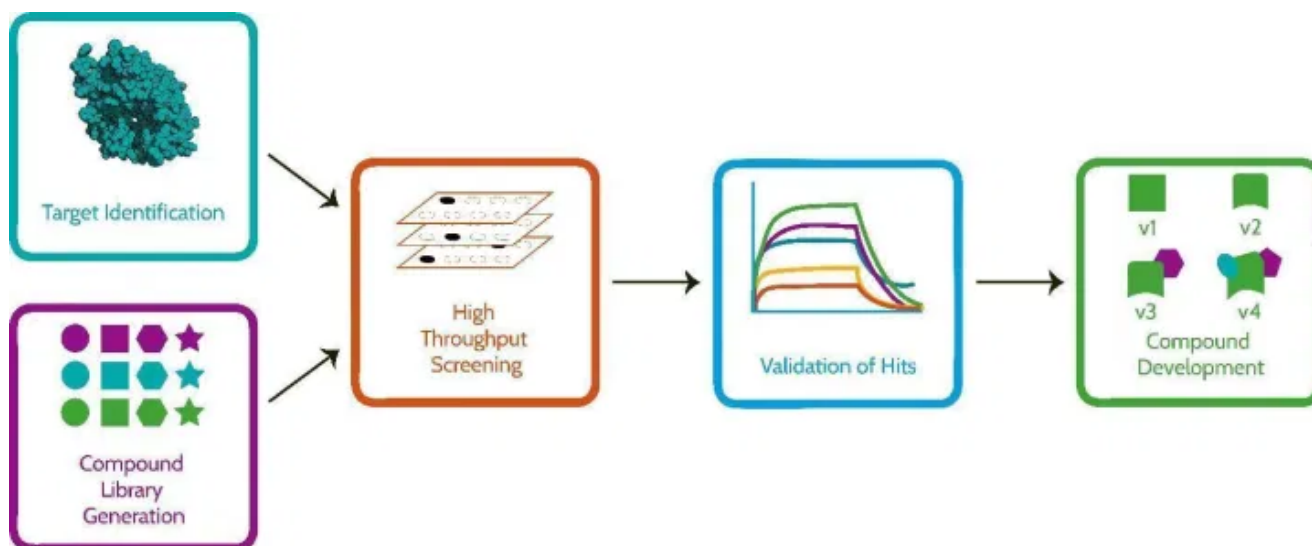 Target Identification
Compound
Library
Generation
High
Throughput
Screening
Validation of Hits
v1
v2
v3
v4
Compound
Development